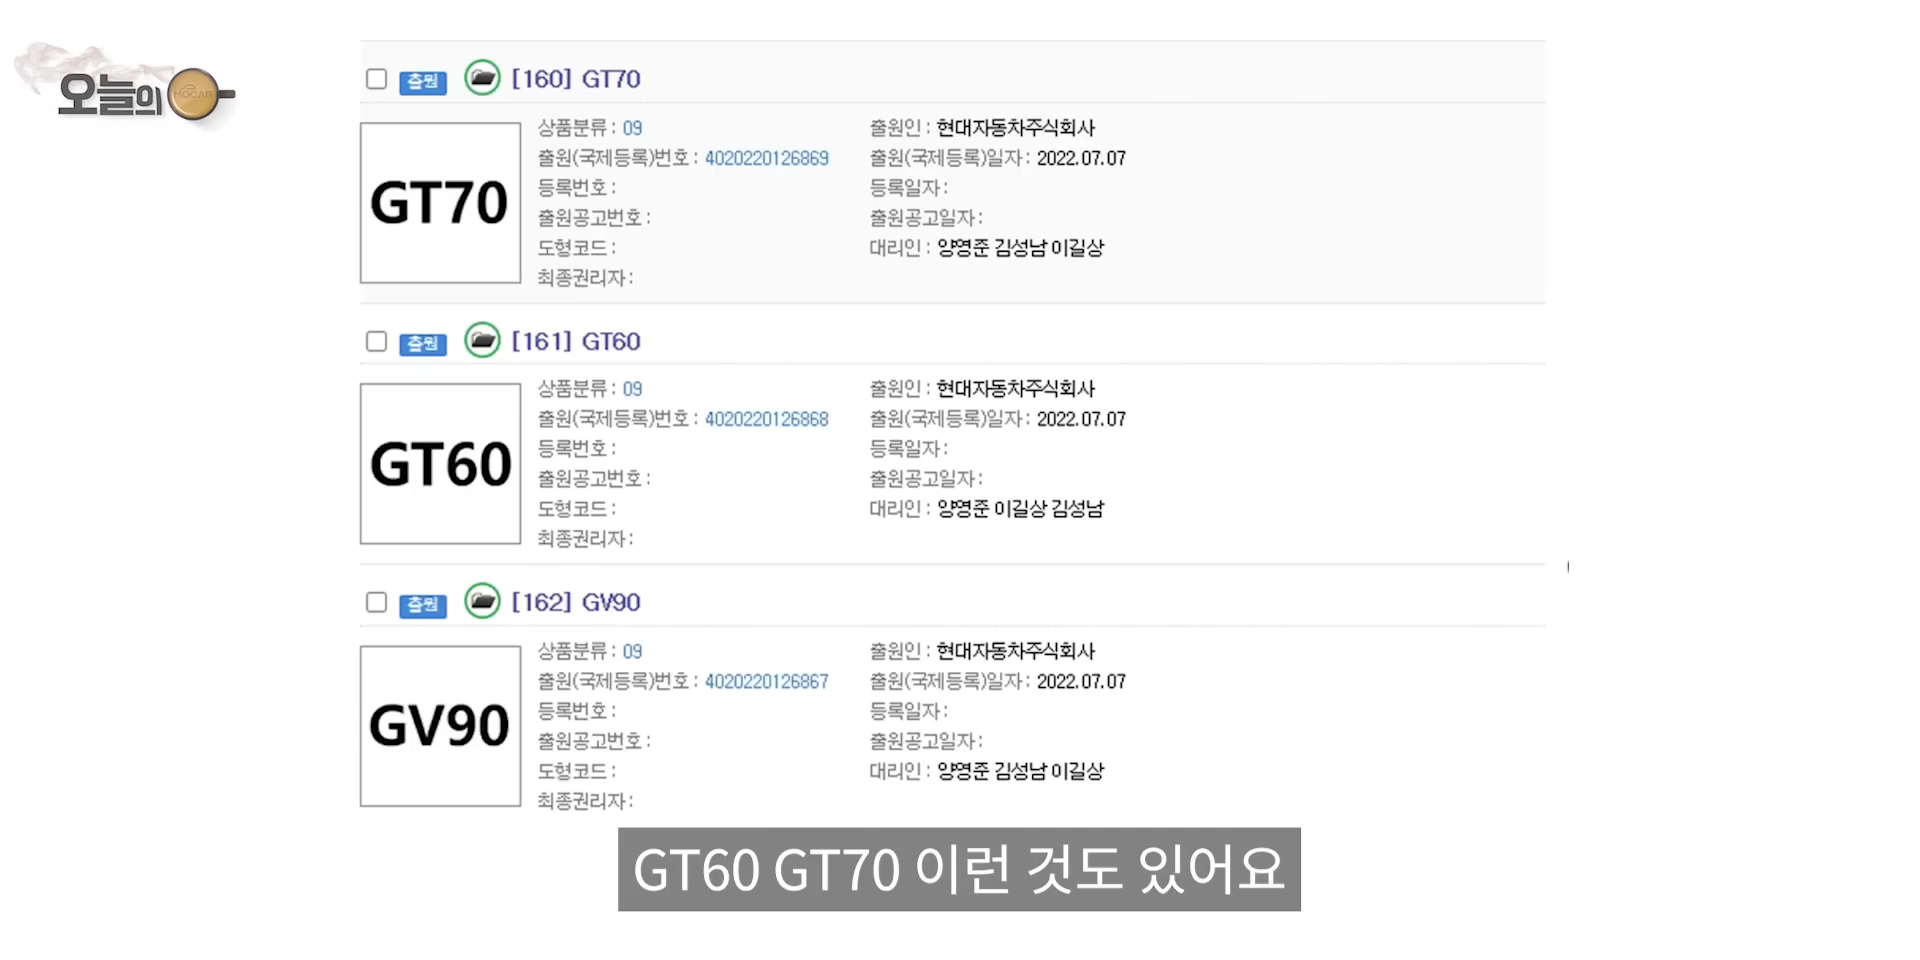 오늘의
MOCAR
출원 [160] GT70
GT70
상품분류 : 09
출원(국제등록)번호 : 4020220126869
등록번호 :
출원공고번호 :
도형코드 :
최종권리자 :
출원인 : 현대자동차주식회사
출원(국제등록)일자 : 2022.07.07
등록일자 :
출원공고일자 :
대리인 : 양영준 김성남 이길상
출원 [161] GT60
GT60
상품분류 : 09
출원(국제등록)번호 : 4020220126868
등록번호 :
출원공고번호 :
도형코드 :
최종권리자 :
출원인 : 현대자동차주식회사
출원(국제등록)일자 : 2022.07.07
등록일자 :
출원공고일자 :
대리인 : 양영준 이길상 김성남
출원 [162] GV90
GV90
상품분류 : 09
출원(국제등록)번호 : 4020220126867
등록번호 :
출원공고번호 :
도형코드 :
최종권리자 :
출원인 : 현대자동차주식회사
출원(국제등록)일자 : 2022.07.07
등록일자 :
출원공고일자 :
대리인 : 양영준 김성남 이길상
GT60 GT70 이런 것도 있어요